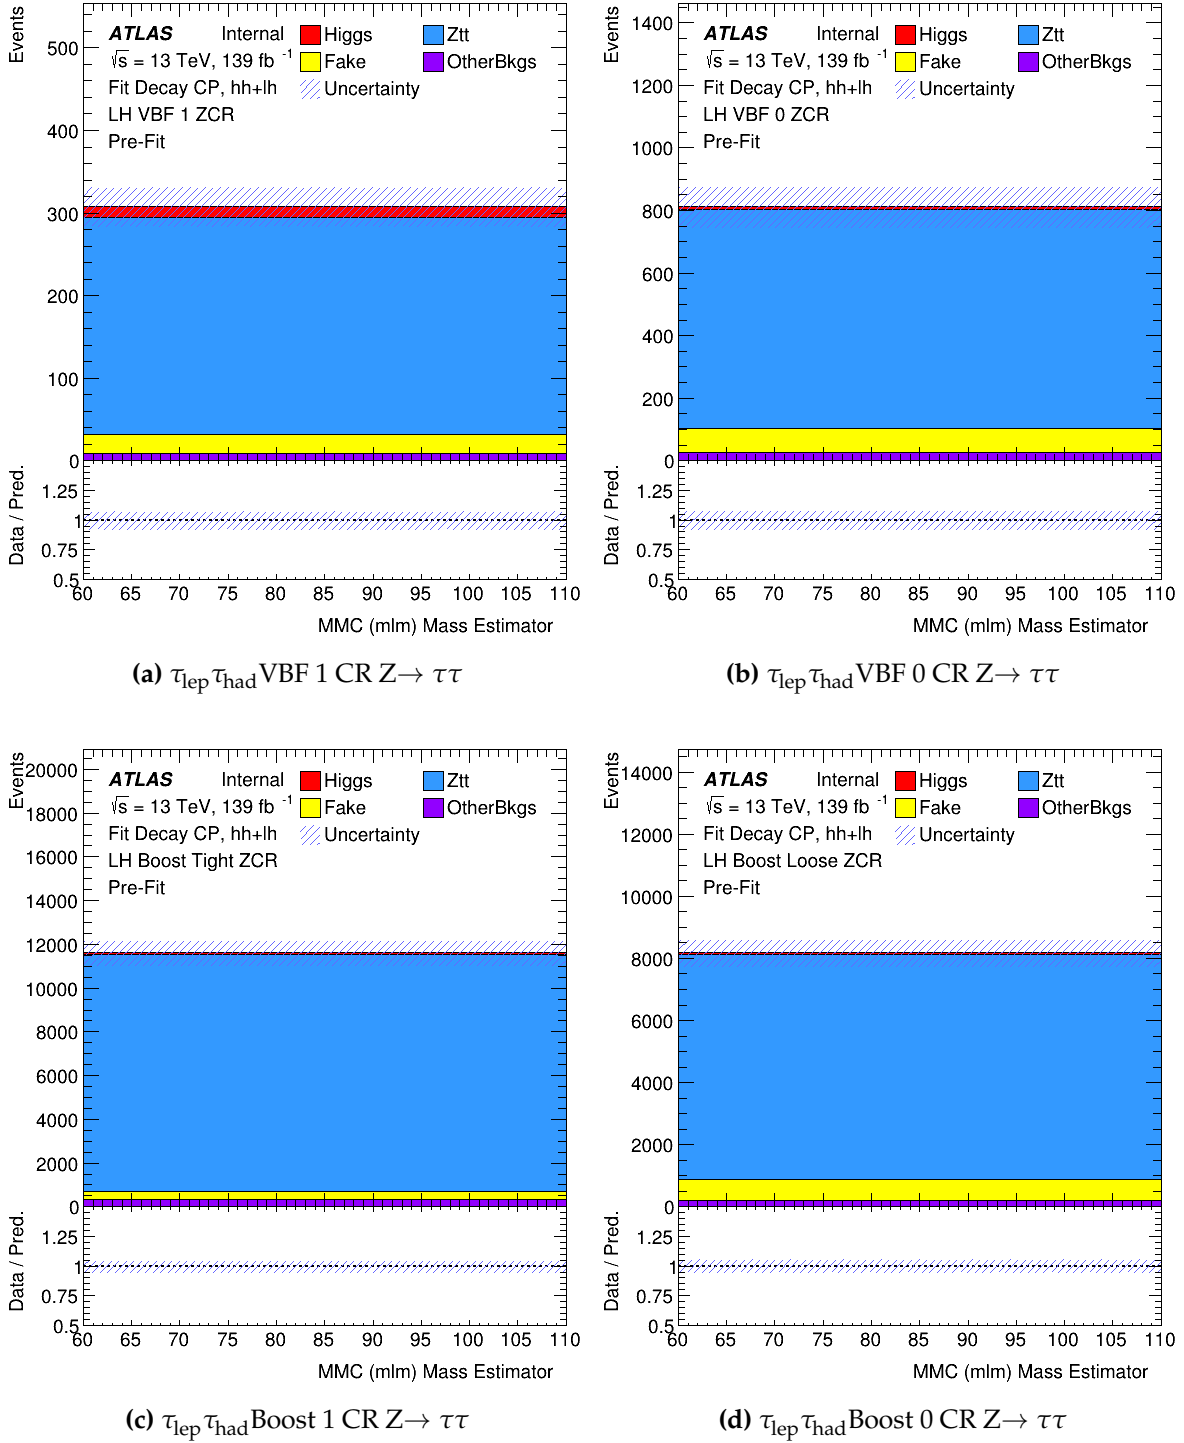 Events
500
400
300
200
100
0
ATLAS Internal
√s = 13 TeV, 139 fb -1
Fit Decay CP, hh+lh
LH VBF 1 ZCR
Pre-Fit
Higgs Ztt
Fake OtherBkgs
Uncertainty
Data / Pred.
1.25
1
0.75
0.5
60 65 70 75 80 85 90 95 100 105 110
MMC (mlm) Mass Estimator
(a) τlepτhadVBF 1 CR Z→ ττ
Events
1400
1200
1000
800
600
400
200
0
ATLAS Internal
√s = 13 TeV, 139 fb -1
Fit Decay CP, hh+lh
LH VBF 0 ZCR
Pre-Fit
Higgs Ztt
Fake OtherBkgs
Uncertainty
Data / Pred.
1.25
1
0.75
0.5
60 65 70 75 80 85 90 95 100 105 110
MMC (mlm) Mass Estimator
(b) τlepτhadVBF 0 CR Z→ ττ
Events
20000
18000
16000
14000
12000
10000
8000
6000
4000
2000
0
ATLAS Internal
√s = 13 TeV, 139 fb -1
Fit Decay CP, hh+lh
LH Boost Tight ZCR
Pre-Fit
Higgs Ztt
Fake OtherBkgs
Uncertainty
Data / Pred.
1.25
1
0.75
0.5
60 65 70 75 80 85 90 95 100 105 110
MMC (mlm) Mass Estimator
(c) τlepτhadBoost 1 CR Z→ ττ
Events
14000
12000
10000
8000
6000
4000
2000
0
ATLAS Internal
√s = 13 TeV, 139 fb -1
Fit Decay CP, hh+lh
LH Boost Loose ZCR
Pre-Fit
Higgs Ztt
Fake OtherBkgs
Uncertainty
Data / Pred.
1.25
1
0.75
0.5
60 65 70 75 80 85 90 95 100 105 110
MMC (mlm) Mass Estimator
(d) τlepτhadBoost 0 CR Z→ ττ